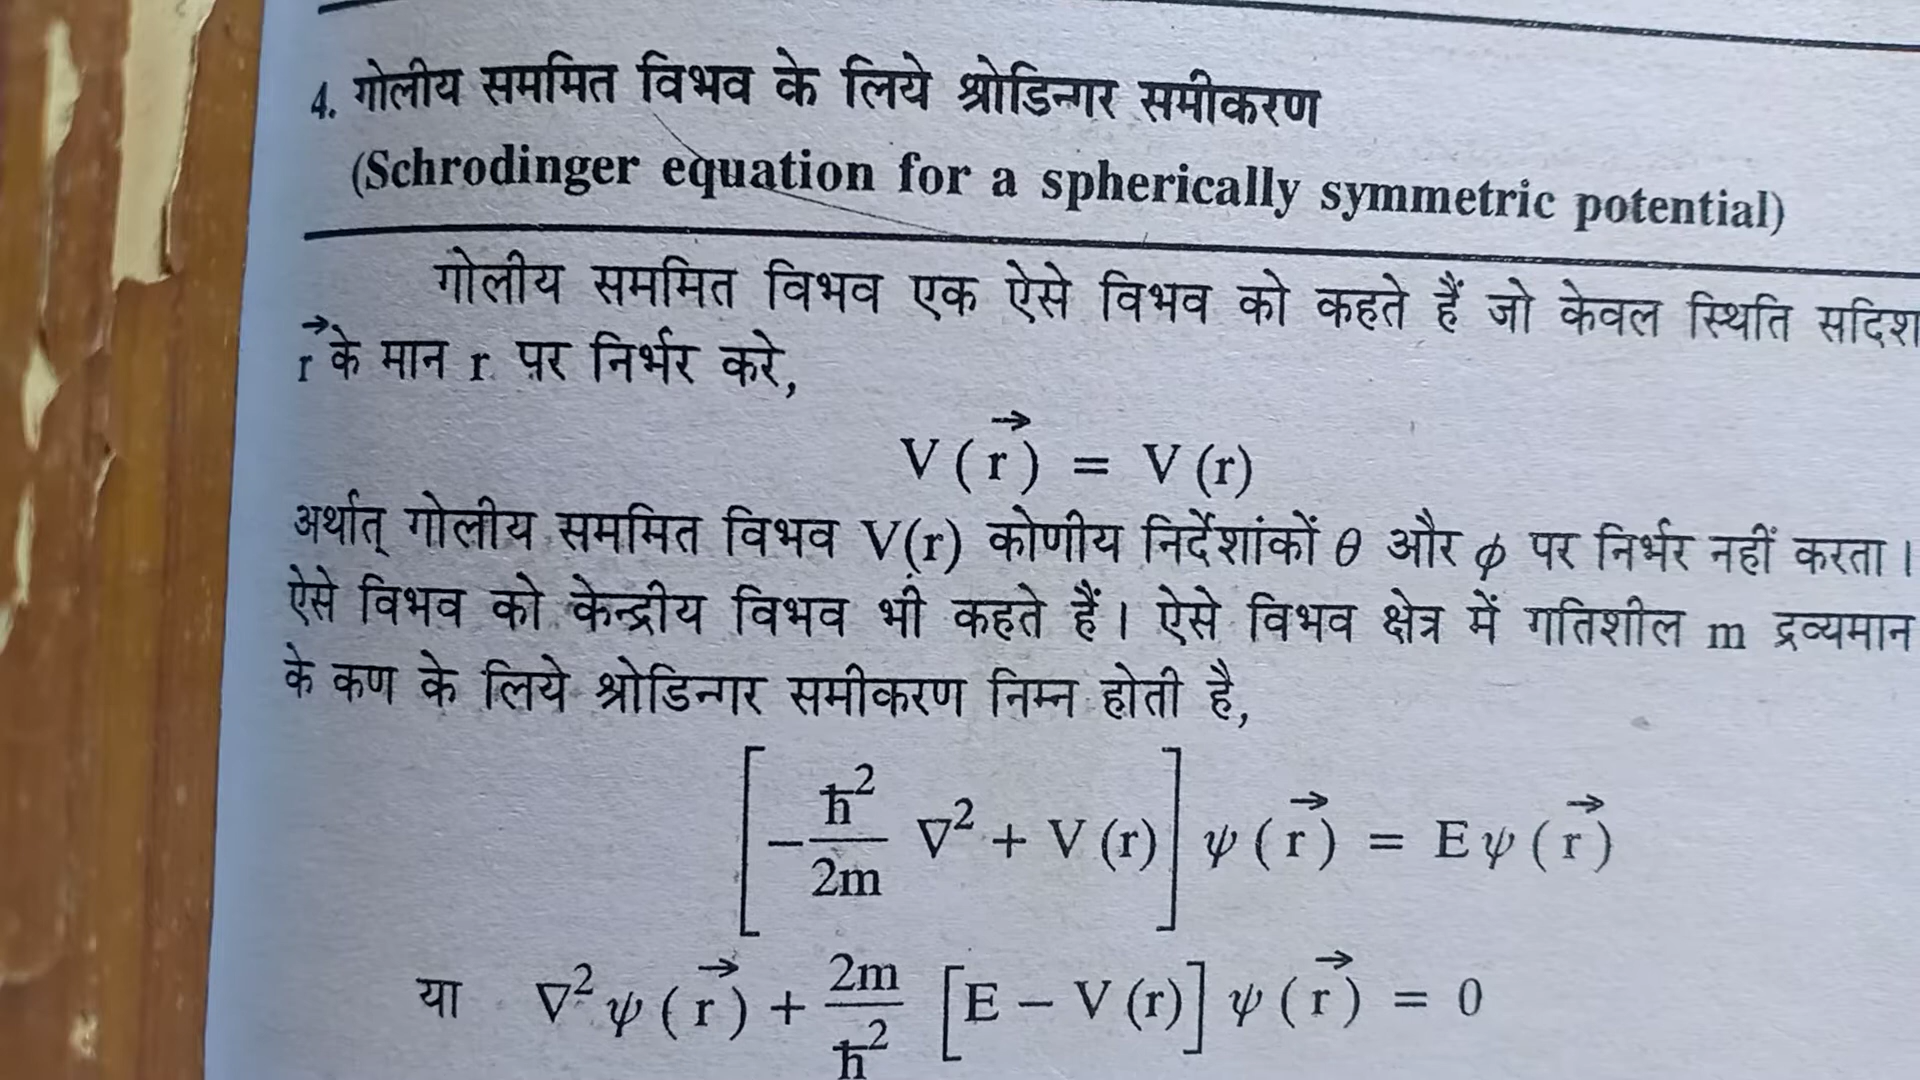 4. गोलीय सममित विभव के लिये श्रोडिन्गर समीकरण
(Schrodinger equation for a spherically symmetric potential)
गोलीय सममित विभव एक ऐसे विभव को कहते हैं जो केवल स्थिति सदिश
r⃗ के मान r पर निर्भर करे,
V (r⃗) = V (r)
अर्थात् गोलीय सममित विभव V(r) कोणीय निर्देशांकों θ और ϕ पर निर्भर नहीं करता।
ऐसे विभव को केन्द्रीय विभव भी कहते हैं। ऐसे विभव क्षेत्र में गतिशील m द्रव्यमान
के कण के लिये श्रोडिन्गर समीकरण निम्न होती है,
[−ħ²/2m ∇² + V (r)] ψ (r⃗) = E ψ (r⃗)
या ∇² ψ (r⃗) + 2m/ħ² [E − V (r)] ψ (r⃗) = 0